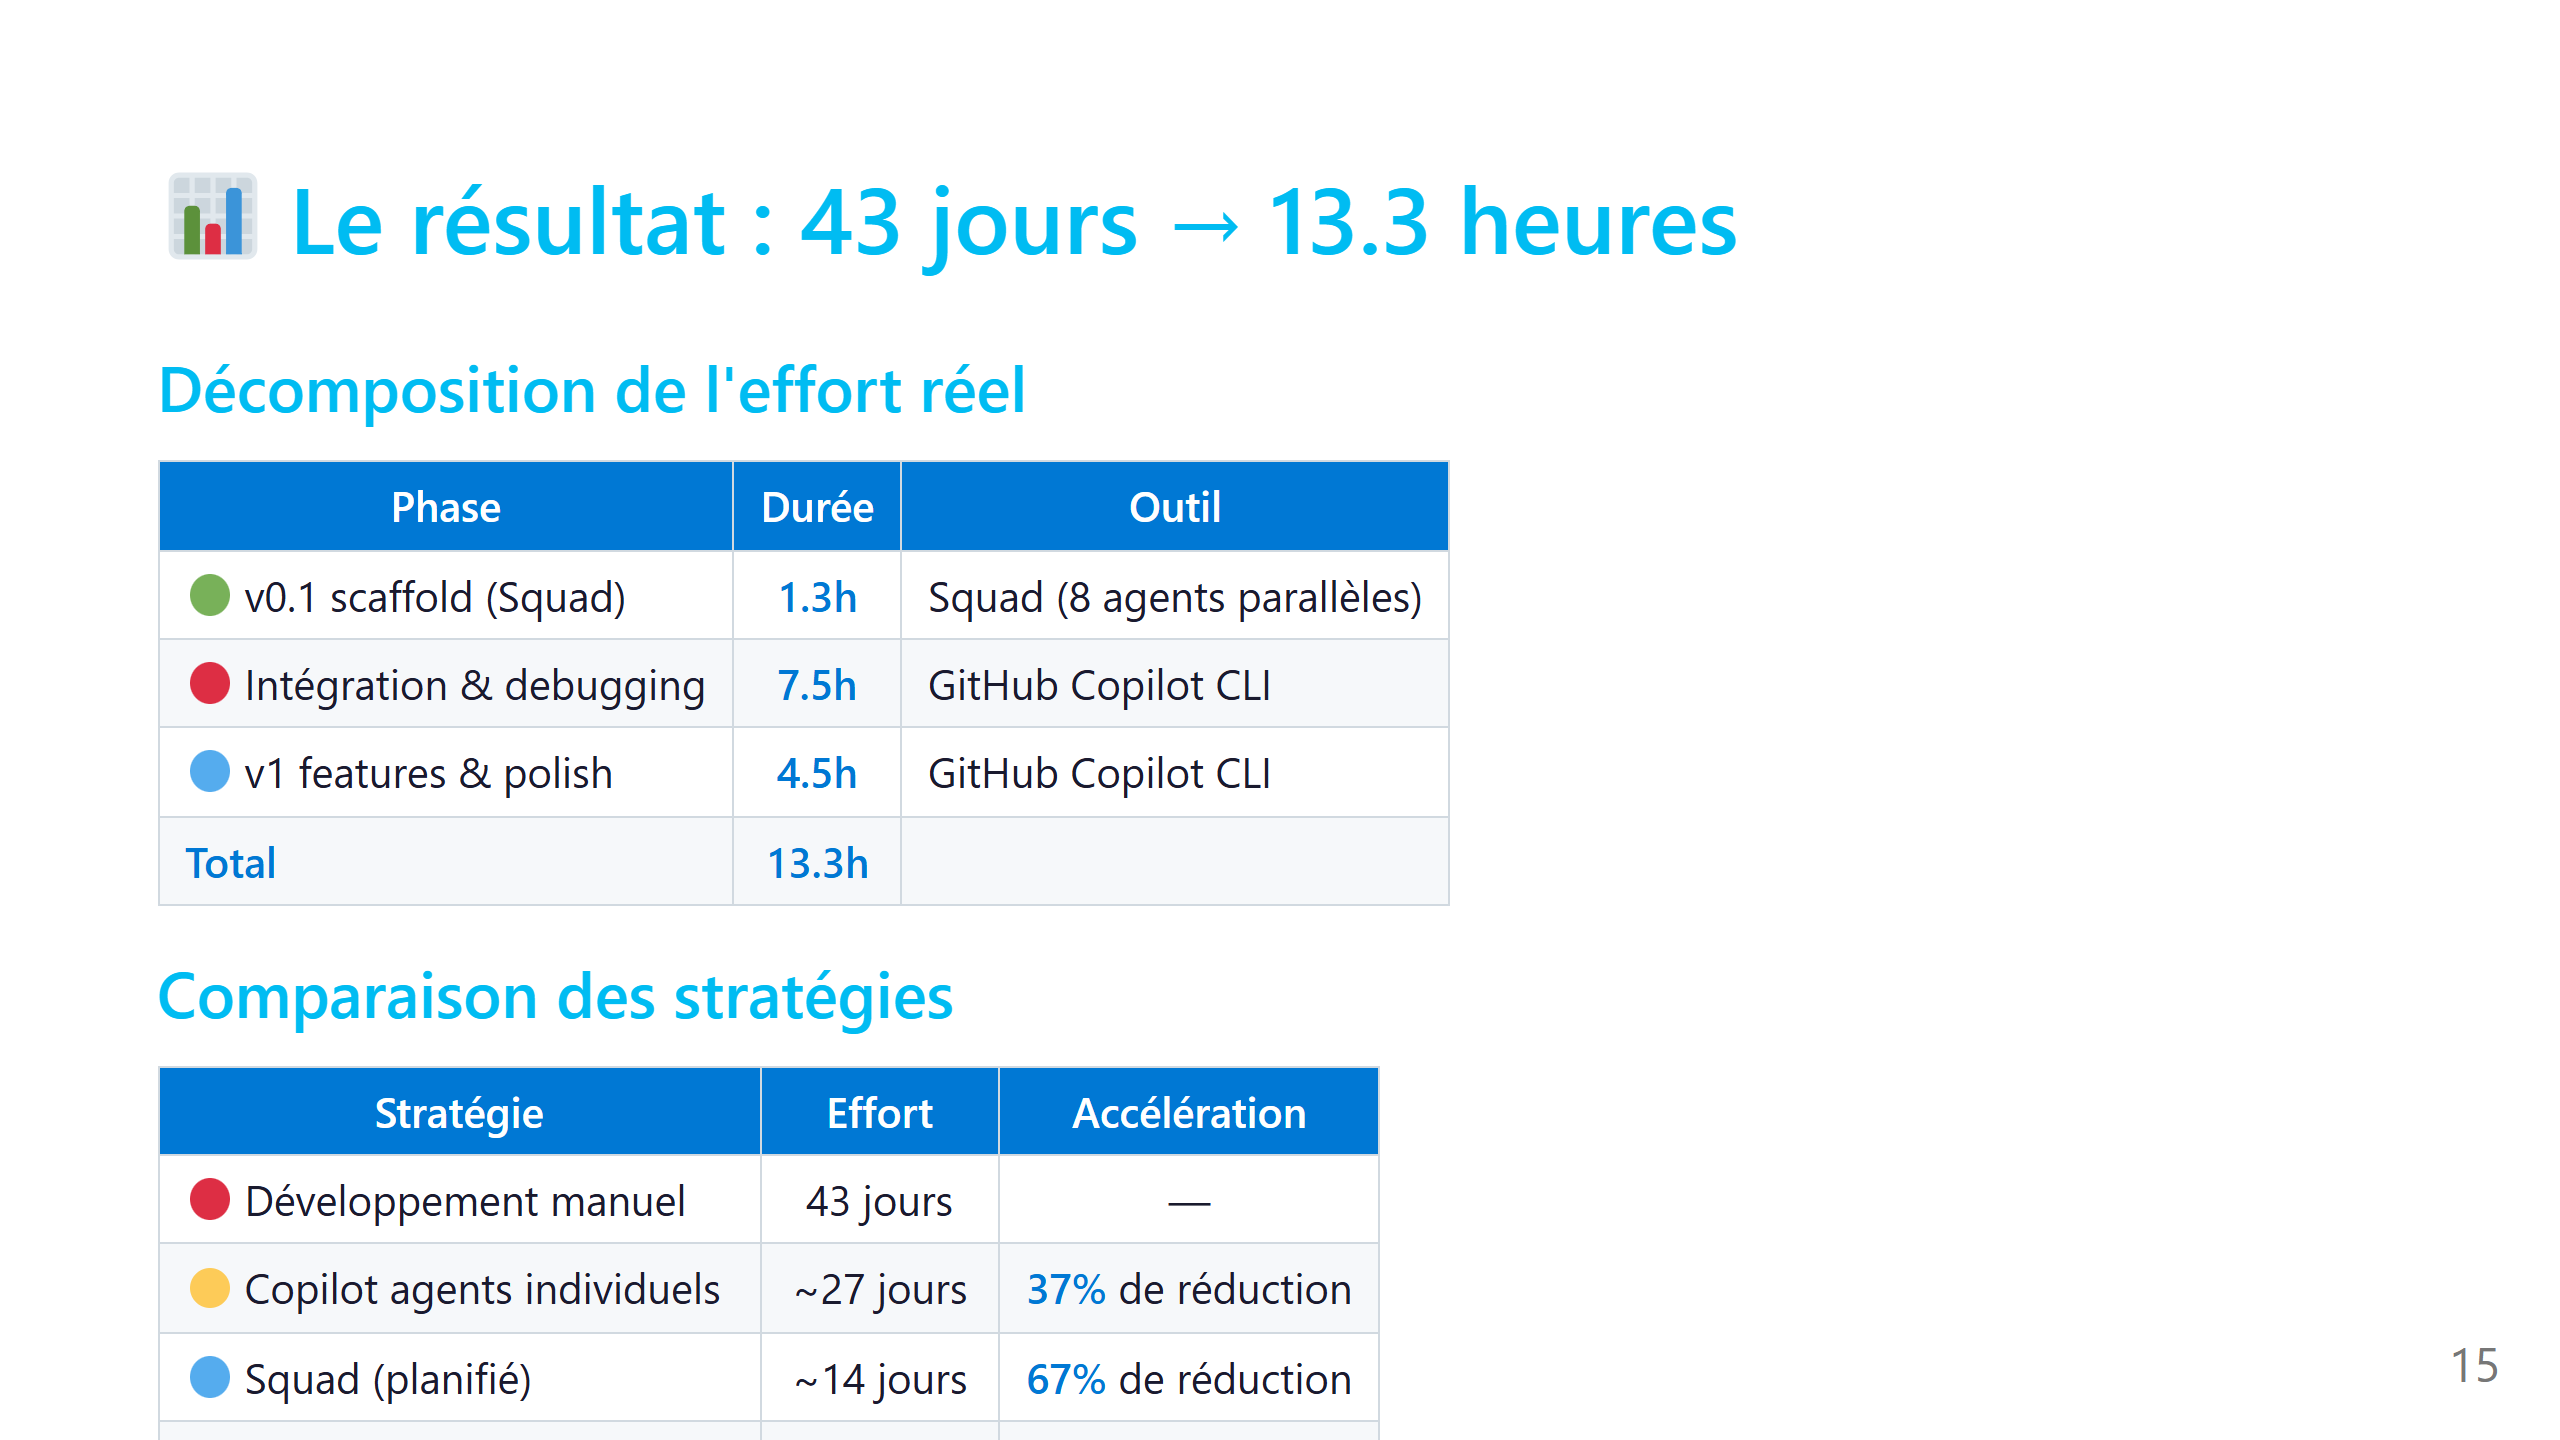 Le résultat : 43 jours → 13.3 heures
Décomposition de l'effort réel
Phase Durée Outil
v0.1 scaffold (Squad) 1.3h Squad (8 agents parallèles)
Intégration & debugging 7.5h GitHub Copilot CLI
v1 features & polish 4.5h GitHub Copilot CLI
Total 13.3h
Comparaison des stratégies
Stratégie Effort Accélération
Développement manuel 43 jours —
Copilot agents individuels ~27 jours 37% de réduction
Squad (planifié) ~14 jours 67% de réduction
15